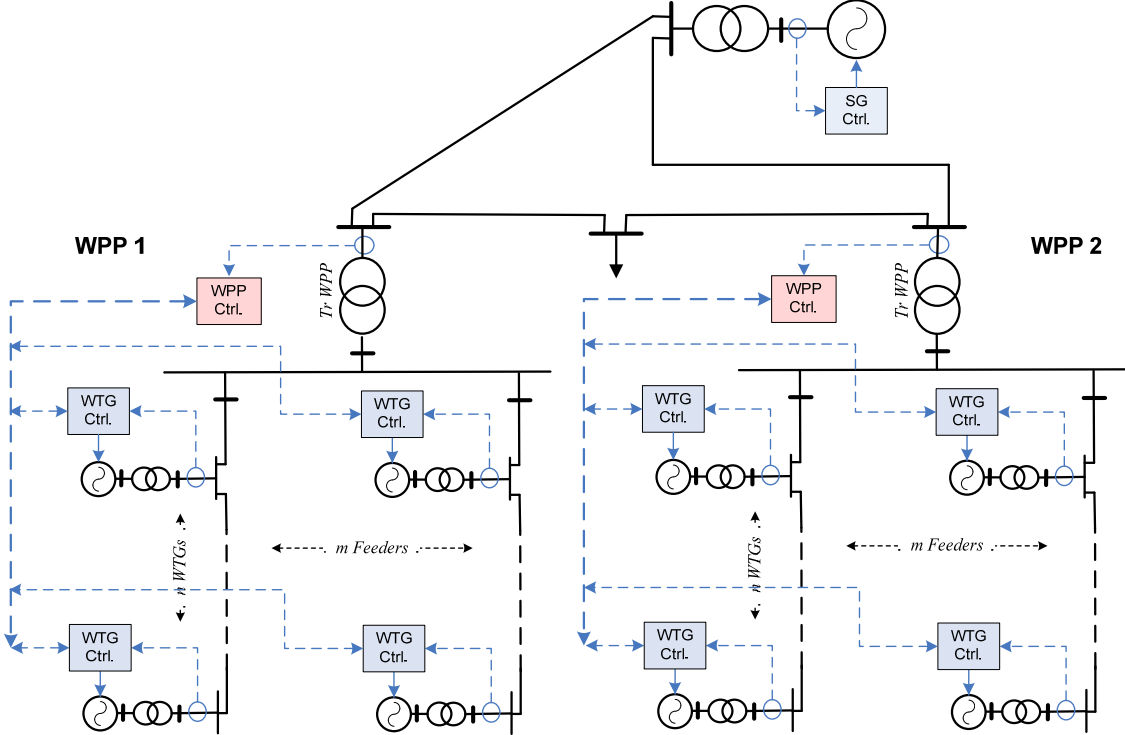 SG
Ctrl.
WPP 1
WPP 2
WPP
Ctrl.
Tr WPP
WPP
Ctrl.
Tr WPP
WTG
Ctrl.
WTG
Ctrl.
WTG
Ctrl.
WTG
Ctrl.
n WTGs
m Feeders
n WTGs
m Feeders
WTG
Ctrl.
WTG
Ctrl.
WTG
Ctrl.
WTG
Ctrl.